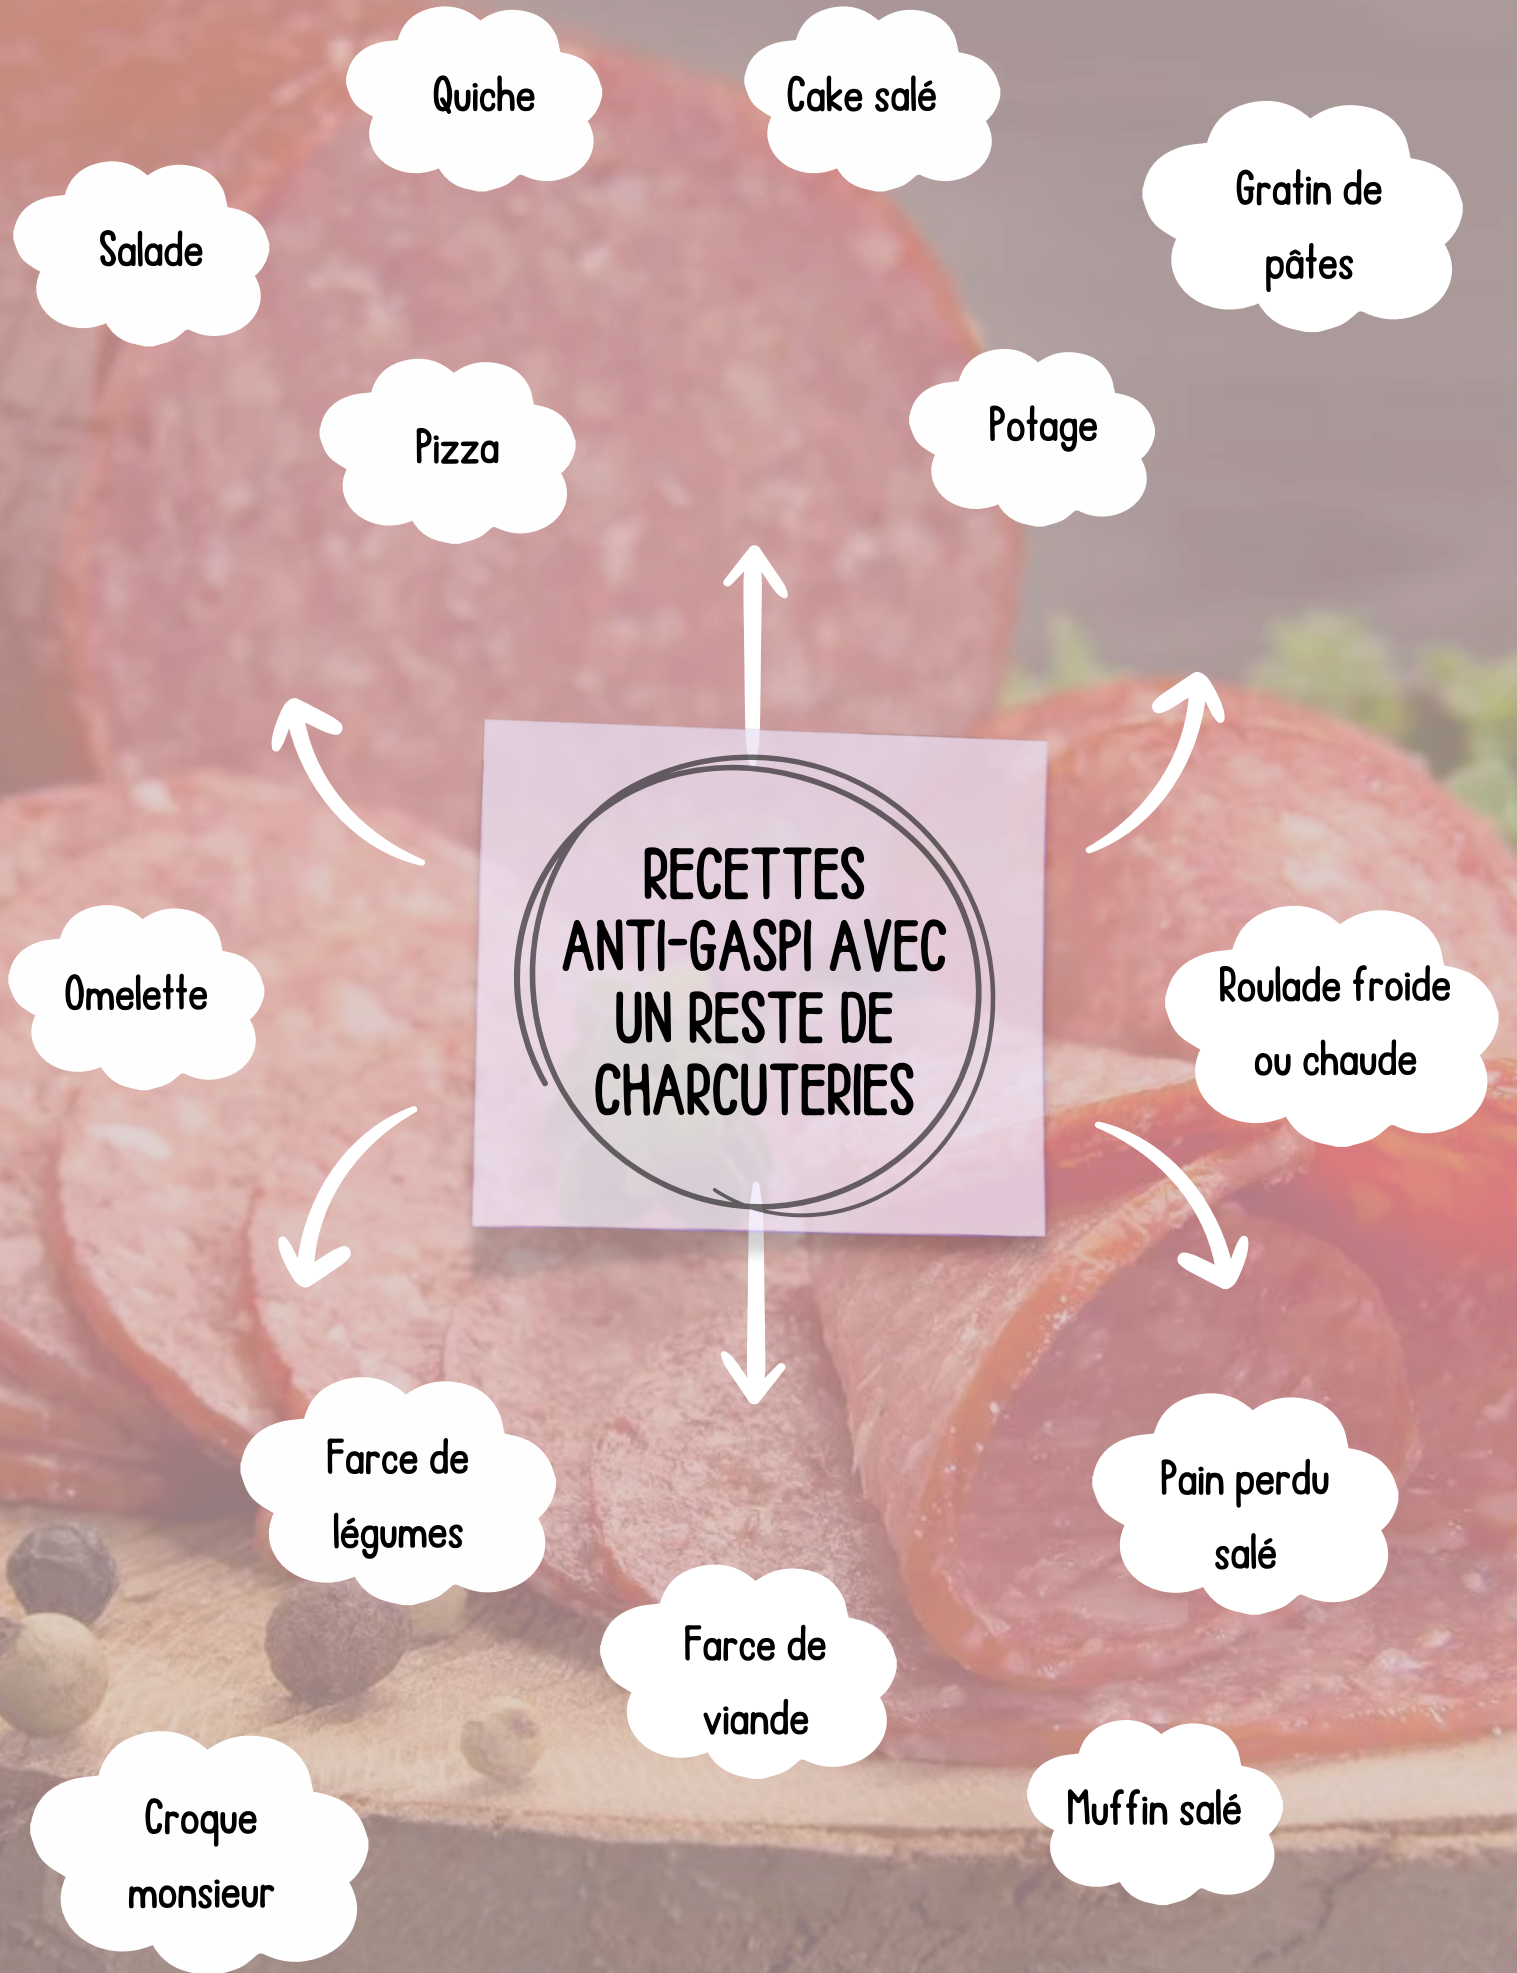 Quiche
Cake salé
Gratin de
pâtes
Salade
Pizza
Potage
RECETTES
ANTI-GASPI AVEC
UN RESTE DE
CHARCUTERIES
Omelette
Roulade froide
ou chaude
Farce de
légumes
Pain perdu
salé
Farce de
viande
Croque
monsieur
Muffin salé